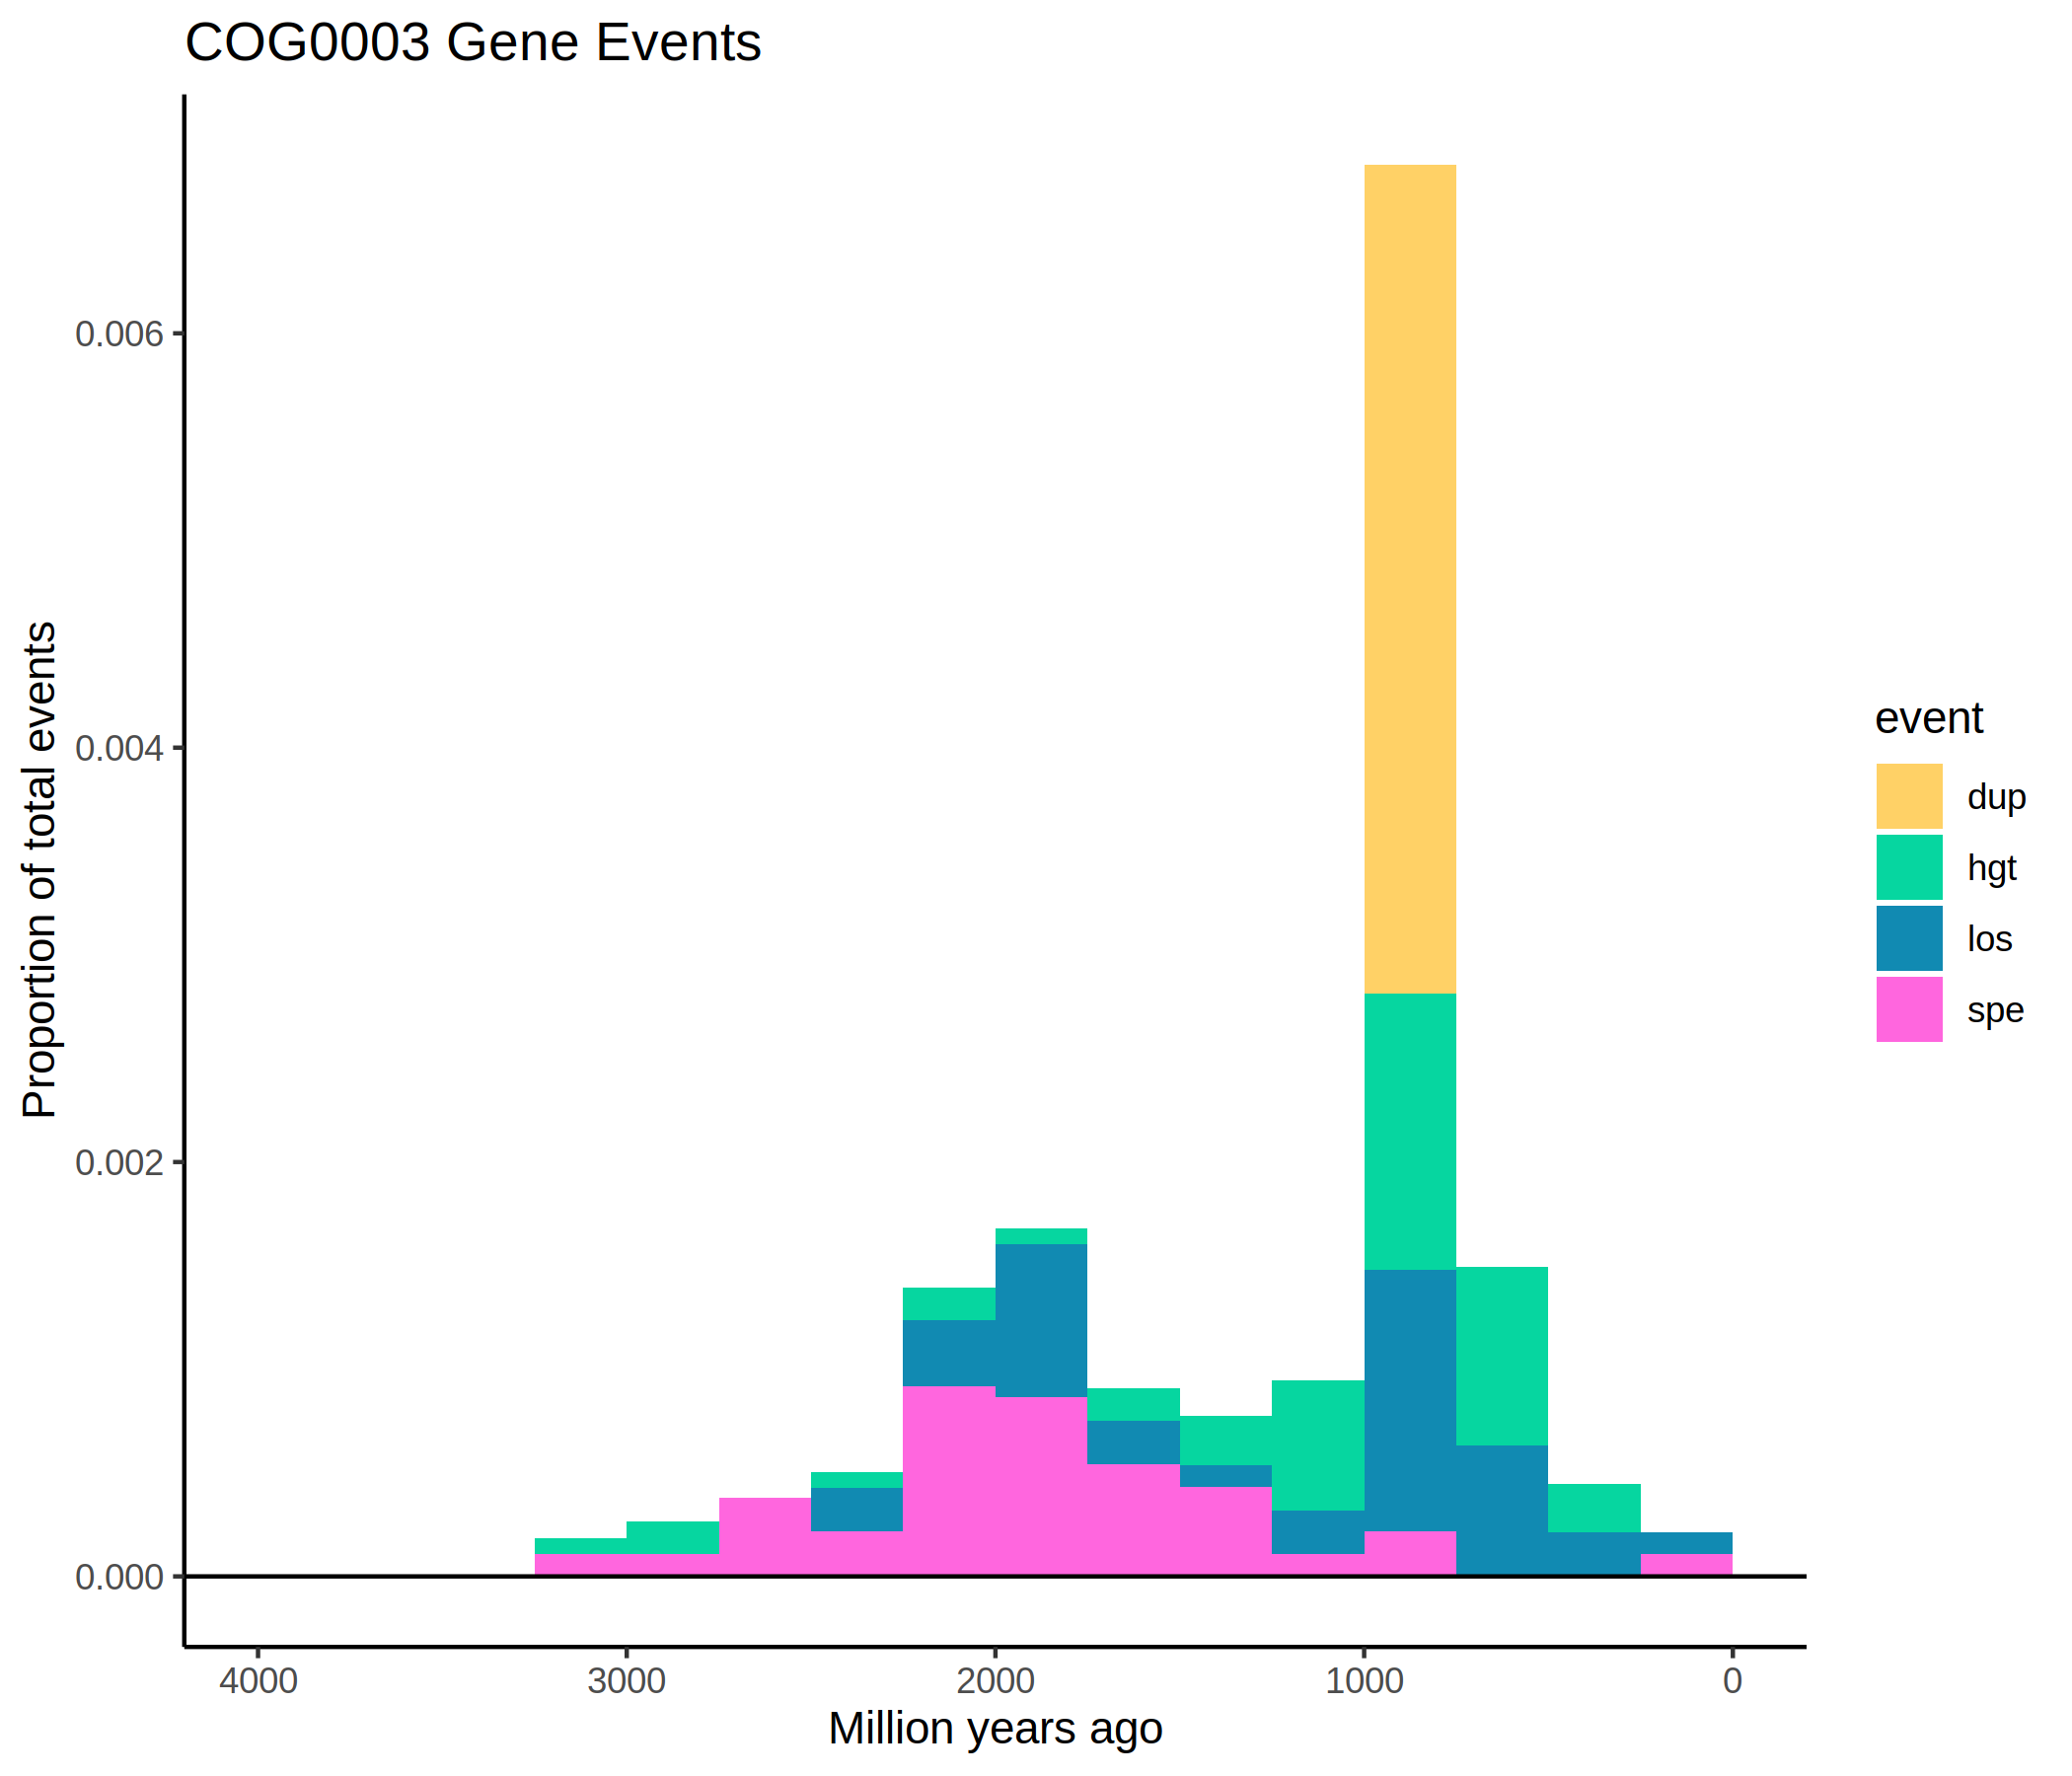 COG0003 Gene Events
Proportion of total events
0.006
0.004
0.002
0.000
4000 3000 2000 1000 0
Million years ago
event
dup
hgt
los
spe